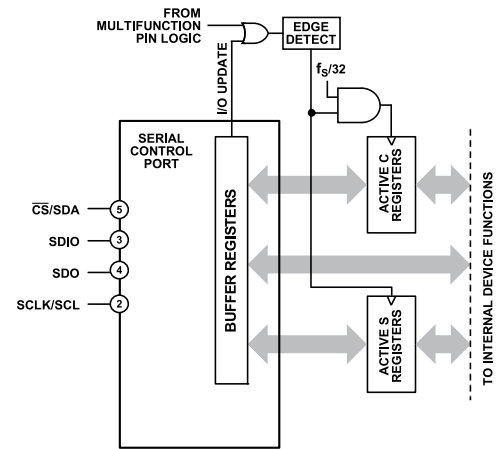 FROM
MULTIFUNCTION
PIN LOGIC
EDGE
DETECT
I/O UPDATE
fS/32
SERIAL
CONTROL
PORT
BUFFER REGISTERS
ACTIVE C
REGISTERS
CS/SDA
5
SDIO
3
SDO
4
SCLK/SCL
2
ACTIVE S
REGISTERS
TO INTERNAL DEVICE FUNCTIONS